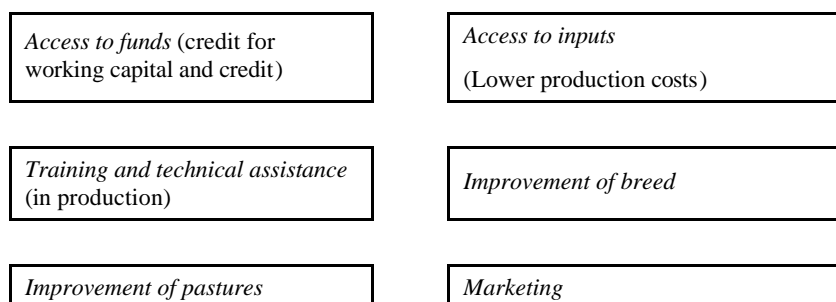 Access to funds (credit for
working capital and credit)
Access to inputs
(Lower production costs)
Training and technical assistance
(in production)
Improvement of breed
Improvement of pastures
Marketing